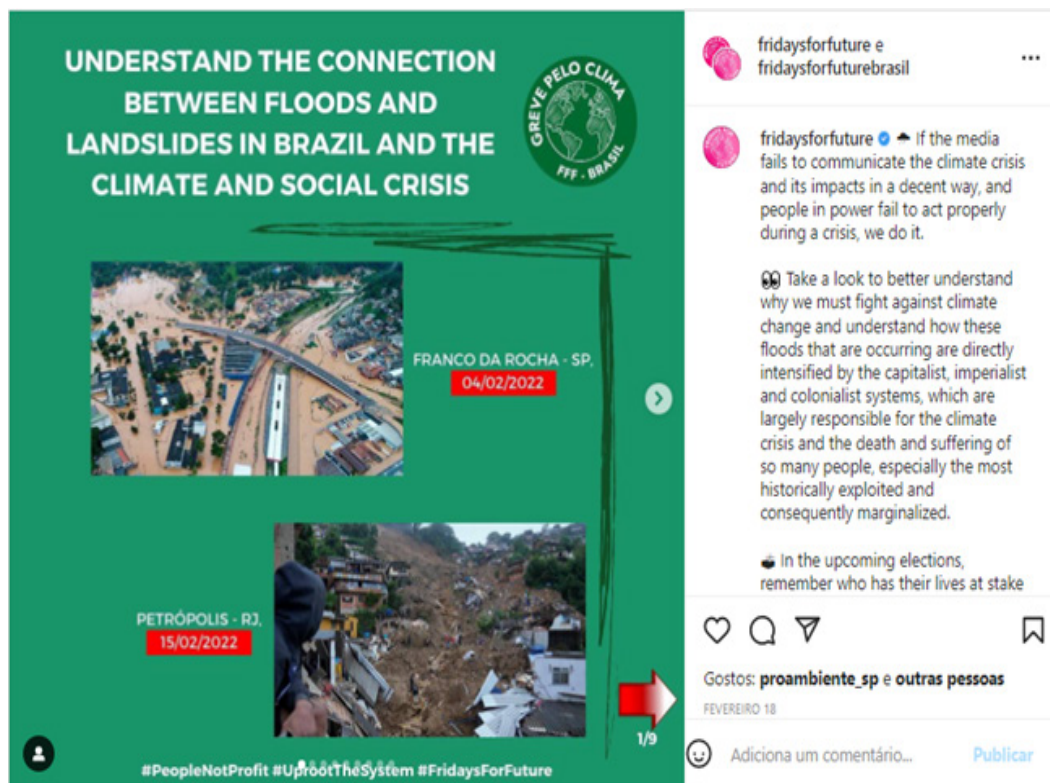 UNDERSTAND THE CONNECTION
BETWEEN FLOODS AND
LANDSLIDES IN BRAZIL AND THE
CLIMATE AND SOCIAL CRISIS
GREVE PELO CLIMA
FFF - BRASIL
FRANCO DA ROCHA - SP,
04/02/2022
PETRÓPOLIS - RJ,
15/02/2022
1/9
#PeopleNotProfit #UprootTheSystem #FridaysForFuture
fridaysforfuture e
fridaysforfuturebrasil
fridaysforfuture If the media
fails to communicate the climate crisis
and its impacts in a decent way, and
people in power fail to act properly
during a crisis, we do it.
Take a look to better understand
why we must fight against climate
change and understand how these
floods that are occurring are directly
intensified by the capitalist, imperialist
and colonialist systems, which are
largely responsible for the climate
crisis and the death and suffering of
so many people, especially the most
historically exploited and
consequently marginalized.
In the upcoming elections,
remember who has their lives at stake
Gostos: proambiente_sp e outras pessoas
FEVEREIRO 18
Adiciona um comentário...
Publicar